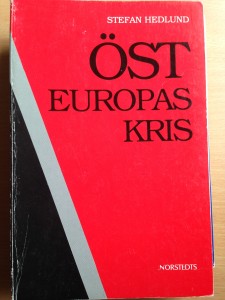 STEFAN HEDLUND
ÖST
EUROPAS
KRIS
NORSTEDTS